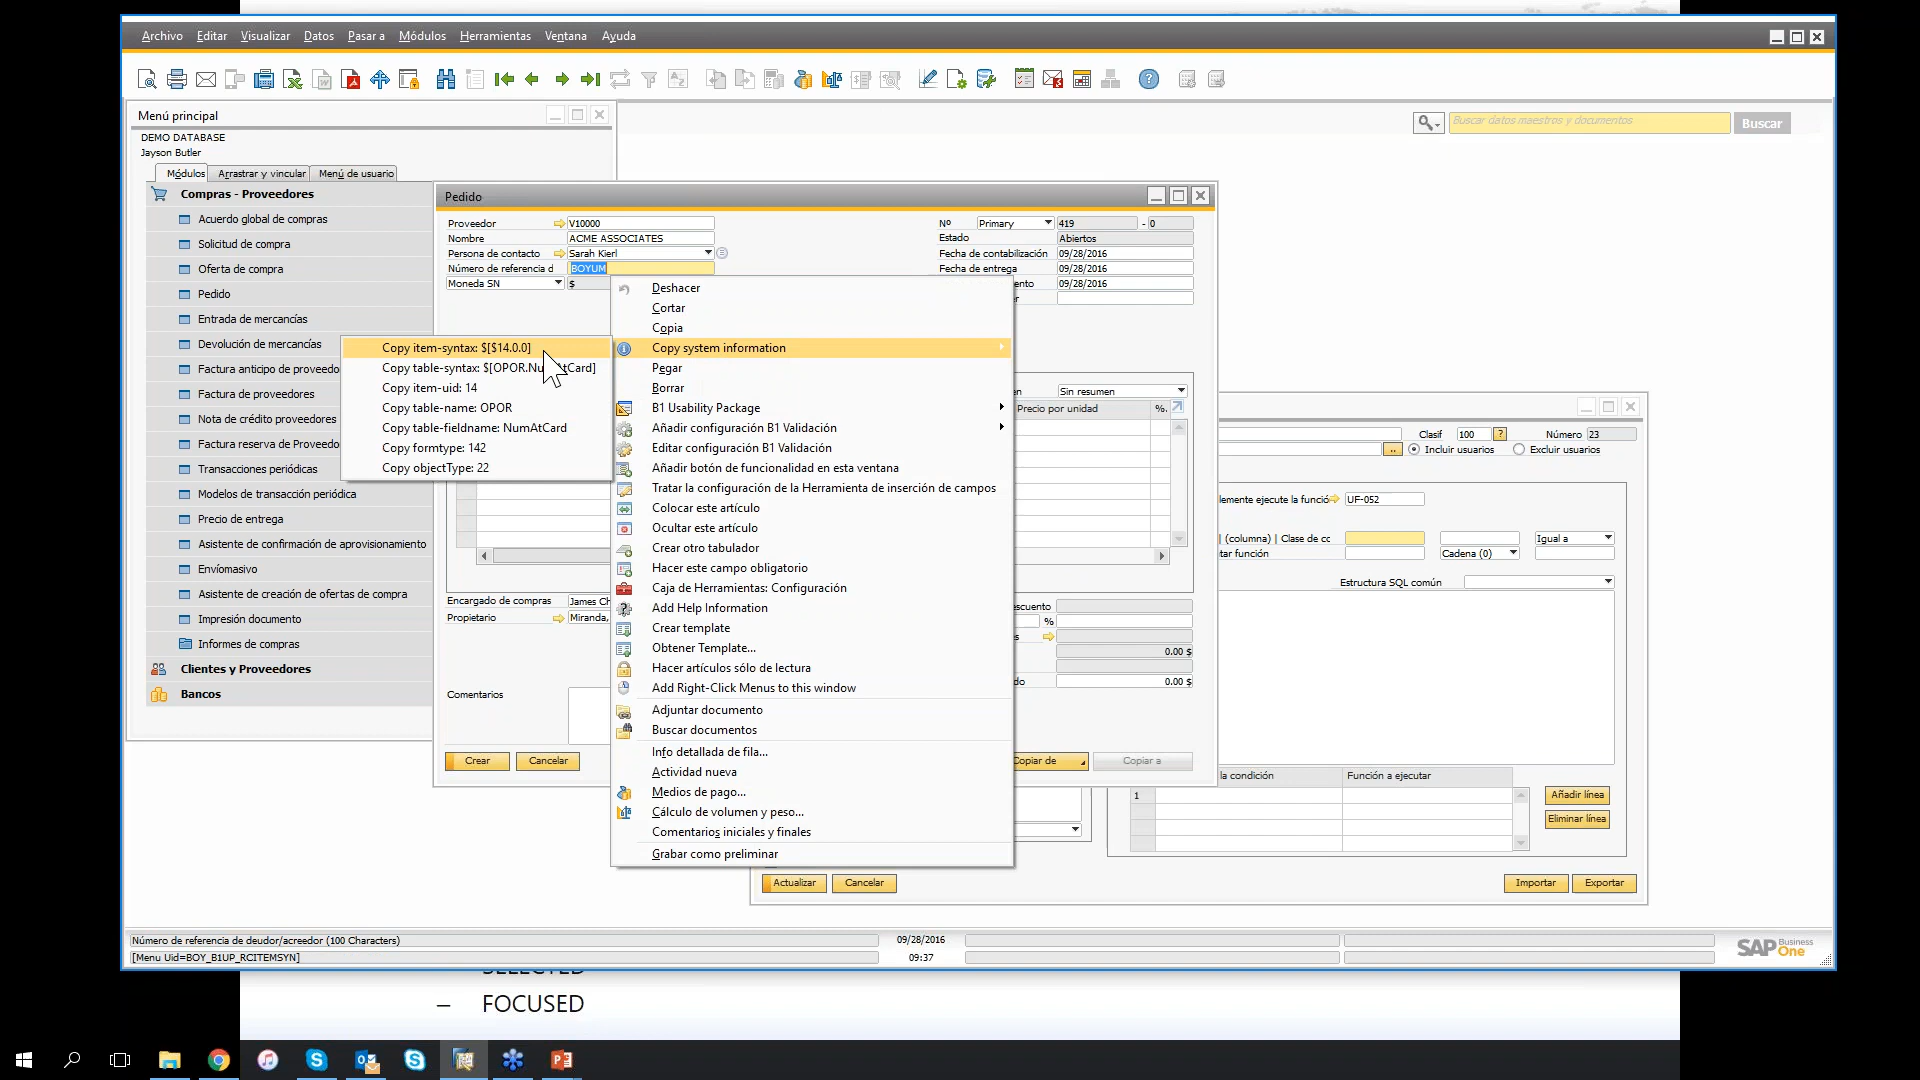 Archivo Editar Visualizar Datos Pasar a Módulos Herramientas Ventana Ayuda
Menú principal
DEMO DATABASE
Jayson Butler
Buscar datos maestros y documentos
Buscar
Módulos Arrastrar y vincular Menú de usuario
Compras - Proveedores
Acuerdo global de compras
Solicitud de compra
Oferta de compra
Pedido
Entrada de mercancías
Devolución de mercancías
Factura anticipo de proveedo
Factura de proveedores
Nota de crédito proveedores
Factura reserva de Proveedo
Transacciones periódicas
Modelos de transacción periódica
Precio de entrega
Asistente de confirmación de aprovisionamiento
Envíomasivo
Asistente de creación de ofertas de compra
Impresión documento
Informes de compras
Clientes y Proveedores
Bancos
Pedido
Proveedor V10000
Nombre ACME ASSOCIATES
Persona de contacto Sarah Kierl
Número de referencia d BOYUM
Moneda SN $
Nº Primary 419 - 0
Estado Abiertos
Fecha de contabilización 09/28/2016
Fecha de entrega 09/28/2016
ento 09/28/2016
er
Sin resumen
Precio por unidad %.
Encargado de compras James Ch
Propietario Miranda,
Comentarios
escuento
%
s
0.00 $
do 0.00 $
Crear Cancelar
Copiar de Copiar a
Deshacer
Cortar
Copia
Copy system information
Pegar
Borrar
B1 Usability Package
Añadir configuración B1 Validación
Editar configuración B1 Validación
Añadir botón de funcionalidad en esta ventana
Tratar la configuración de la Herramienta de inserción de campos
Colocar este artículo
Ocultar este artículo
Crear otro tabulador
Hacer este campo obligatorio
Caja de Herramientas: Configuración
Add Help Information
Crear template
Obtener Template...
Hacer artículos sólo de lectura
Add Right-Click Menus to this window
Adjuntar documento
Buscar documentos
Info detallada de fila...
Actividad nueva
Medios de pago...
Cálculo de volumen y peso...
Comentarios iniciales y finales
Grabar como preliminar
Copy item-syntax: $[$14.0.0]
Copy table-syntax: $[OPOR.Nu tCard]
Copy item-uid: 14
Copy table-name: OPOR
Copy table-fieldname: NumAtCard
Copy formtype: 142
Copy objectType: 22
Clasif 100 ? Número 23
.. Incluir usuarios Excluir usuarios
lemente ejecute la funció UF-052
| (columna) | Clase de cc Igual a
tar función Cadena (0)
Estructura SQL común
la condición Función a ejecutar
1
Añadir línea
Eliminar línea
Actualizar Cancelar
Importar Exportar
Número de referencia de deudor/acreedor (100 Characters) 09/28/2016
[Menu Uid=BOY_B1UP_RCITEMSYN] 09:37
SAP Business One
SELECTED
– FOCUSED